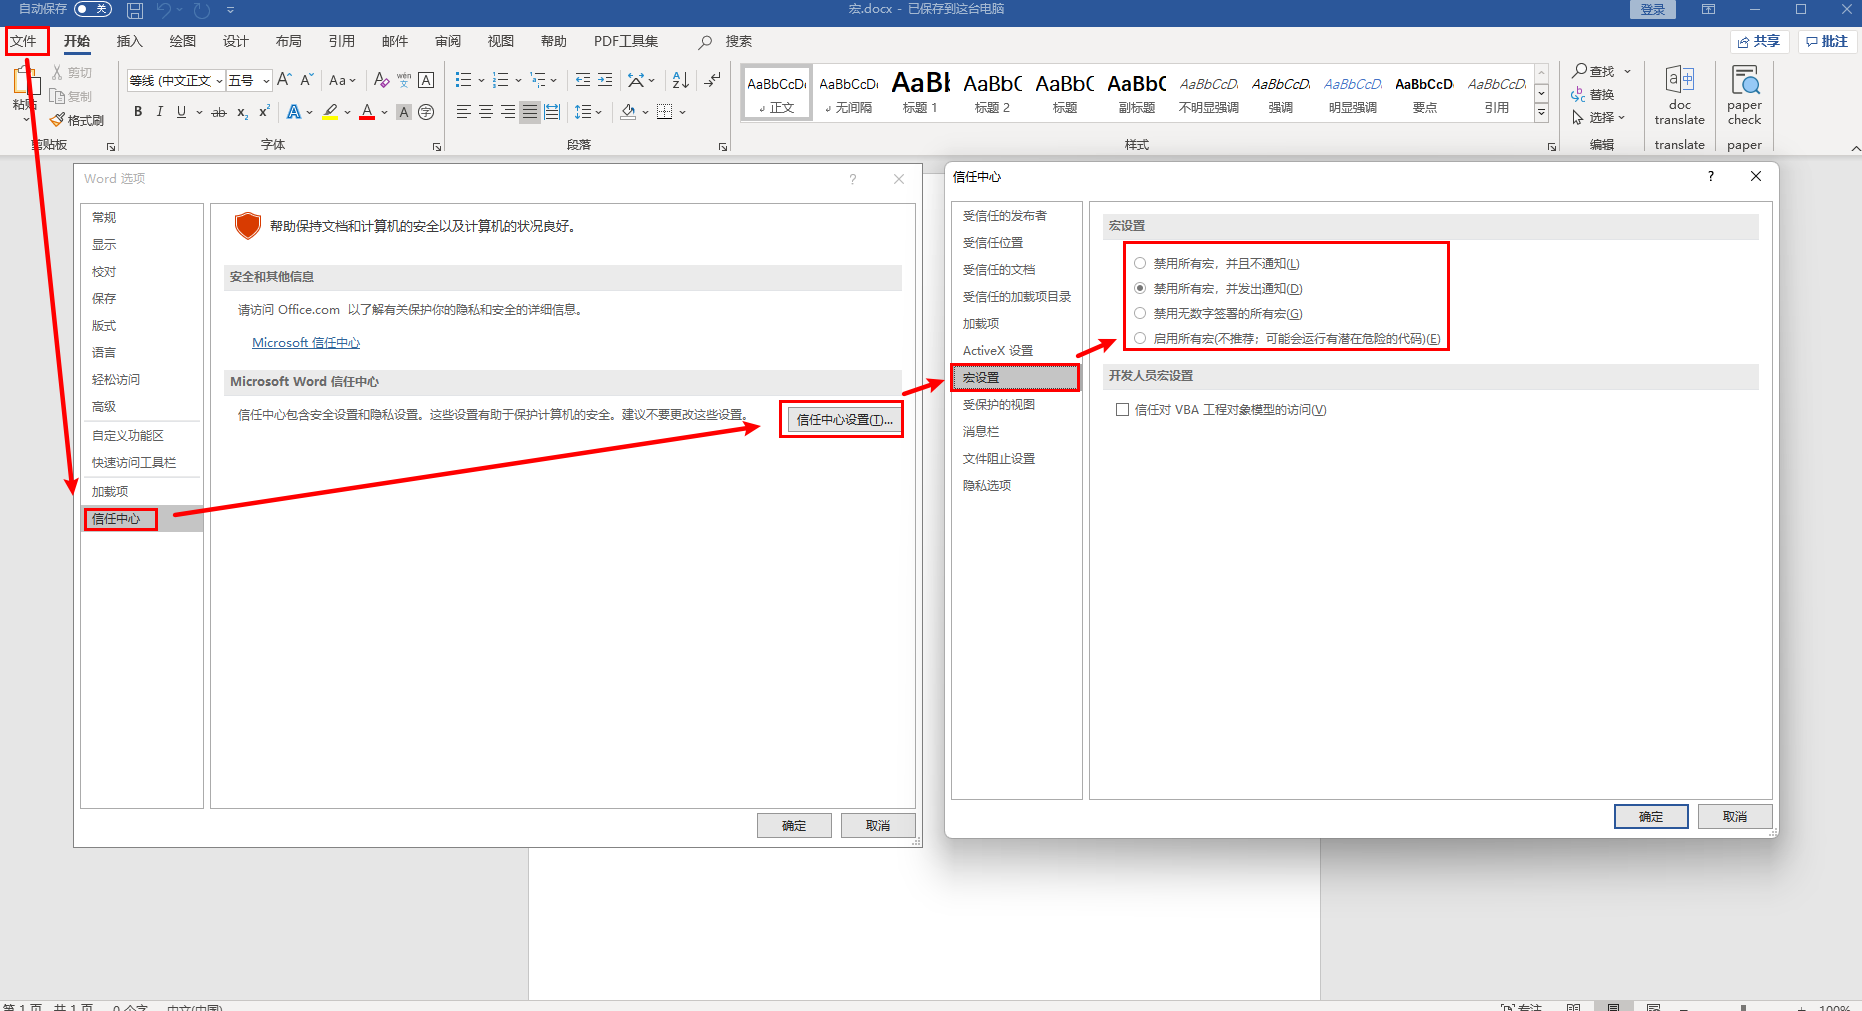 自动保存 关 宏.docx - 已保存到这台电脑 登录
文件 开始 插入 绘图 设计 布局 引用 邮件 审阅 视图 帮助 PDF工具集 搜索 共享 批注
粘贴 剪切 复制 格式刷
剪贴板
等线 (中文正文 五号 Aa wén 文 A
B I U ab x₂ x² A A A 字
字体
段落
AaBbCcDd AaBbCcDd AaBb AaBbC AaBbC AaBbC AaBbCcD. AaBbCcD. AaBbCcD. AaBbCcD AaBbCcD.
正文 无间隔 标题 1 标题 2 标题 副标题 不明显强调 强调 明显强调 要点 引用
样式
查找
替换
选择
编辑
doc translate
translate
paper check
paper
Word 选项
常规
显示
校对
保存
版式
语言
轻松访问
高级
自定义功能区
快速访问工具栏
加载项
信任中心
帮助保持文档和计算机的安全以及计算机的状况良好。
安全和其他信息
请访问 Office.com 以了解有关保护你的隐私和安全的详细信息。
Microsoft 信任中心
Microsoft Word 信任中心
信任中心包含安全设置和隐私设置。这些设置有助于保护计算机的安全。建议不要更改这些设置。
信任中心设置(T)...
确定 取消
信任中心
受信任的发布者
受信任位置
受信任的文档
受信任的加载项目录
加载项
ActiveX 设置
宏设置
受保护的视图
消息栏
文件阻止设置
隐私选项
宏设置
禁用所有宏，并且不通知(L)
禁用所有宏，并发出通知(D)
禁用无数字签署的所有宏(G)
启用所有宏(不推荐；可能会运行有潜在危险的代码)(E)
开发人员宏设置
信任对 VBA 工程对象模型的访问(V)
确定 取消
第 1 页，共 1 页 0 个字 中文(中国) 专注 100%